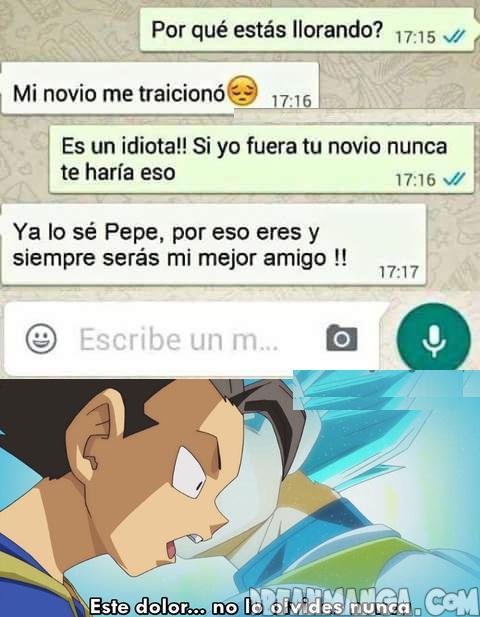 Por qué estás llorando? 17:15
Mi novio me traicionó😔 17:16
Es un idiota!! Si yo fuera tu novio nunca
te haría eso
17:16
Ya lo sé Pepe, por eso eres y
siempre serás mi mejor amigo !!
17:17
Escribe un m...
DREAMMANGA.COM
Este dolor... no lo olvides nunca